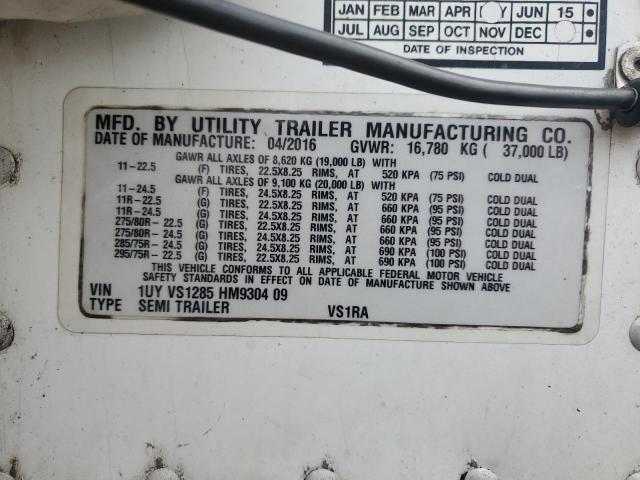 JAN FEB MAR APR JUN 15
JUL AUG SEP OCT NOV DEC
DATE OF INSPECTION
MFD. BY UTILITY TRAILER MANUFACTURING CO.
DATE OF MANUFACTURE: 04/2016 GVWR: 16,780 KG ( 37,000 LB)
GAWR ALL AXLES OF 8,620 KG (19,000 LB) WITH
11-22.5 (F) TIRES, 22.5X8.25 RIMS, AT 520 KPA (75 PSI) COLD DUAL
GAWR ALL AXLES OF 9,100 KG (20,000 LB) WITH
11-24.5 (F) TIRES, 24.5X8.25 RIMS, AT 520 KPA (75 PSI) COLD DUAL
11R-22.5 (G) TIRES, 22.5X8.25 RIMS, AT 660 KPA (95 PSI) COLD DUAL
11R-24.5 (G) TIRES, 24.5X8.25 RIMS, AT 660 KPA (95 PSI) COLD DUAL
275/80R-22.5 (G) TIRES, 22.5X8.25 RIMS, AT 660 KPA (95 PSI) COLD DUAL
275/80R-24.5 (G) TIRES, 24.5X8.25 RIMS, AT 660 KPA (95 PSI) COLD DUAL
285/75R-24.5 (G) TIRES, 24.5X8.25 RIMS, AT 690 KPA (100 PSI) COLD DUAL
295/75R-22.5 (G) TIRES, 22.5X8.25 RIMS, AT 690 KPA (100 PSI) COLD DUAL
THIS VEHICLE CONFORMS TO ALL APPLICABLE FEDERAL MOTOR VEHICLE
SAFETY STANDARDS IN EFFECT ON DATE OF MANUFACTURE SHOWN ABOVE
VIN 1UY VS1285 HM9304 09
TYPE SEMI TRAILER VS1RA